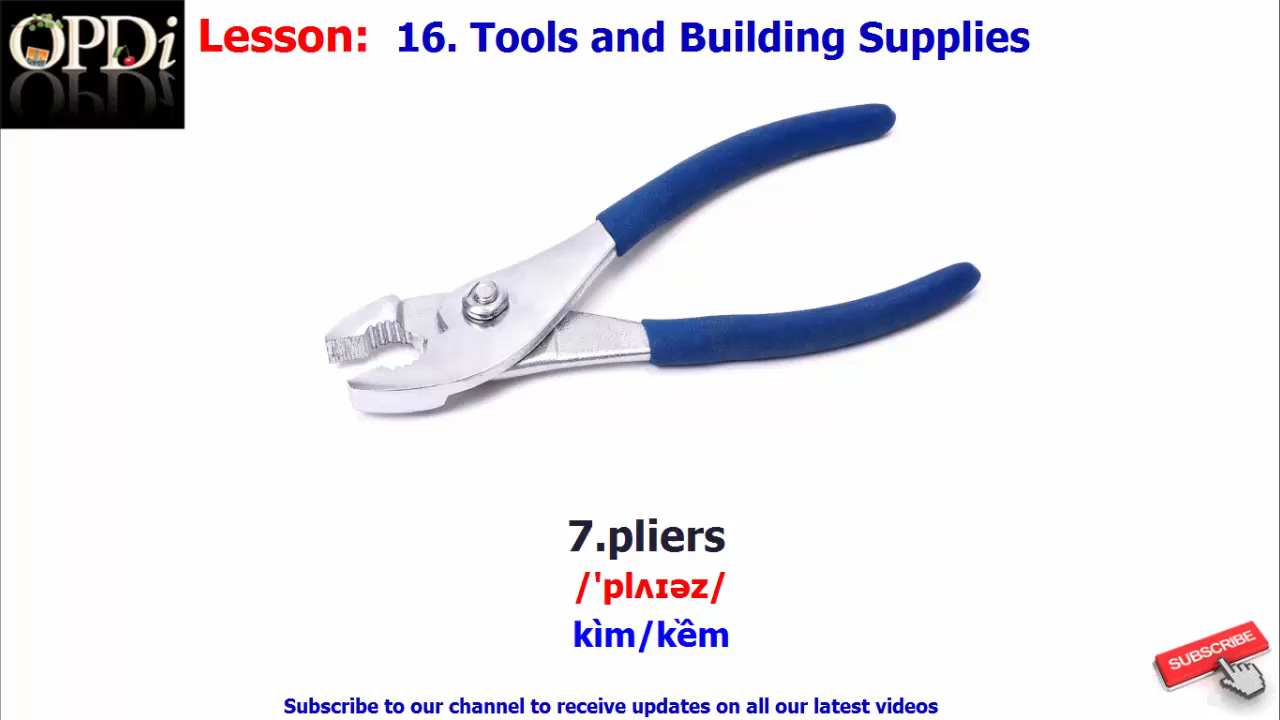 OPDi
Lesson: 16. Tools and Building Supplies
7.pliers
/ˈplʌɪəz/
kìm/kềm
SUBSCRIBE
Subscribe to our channel to receive updates on all our latest videos